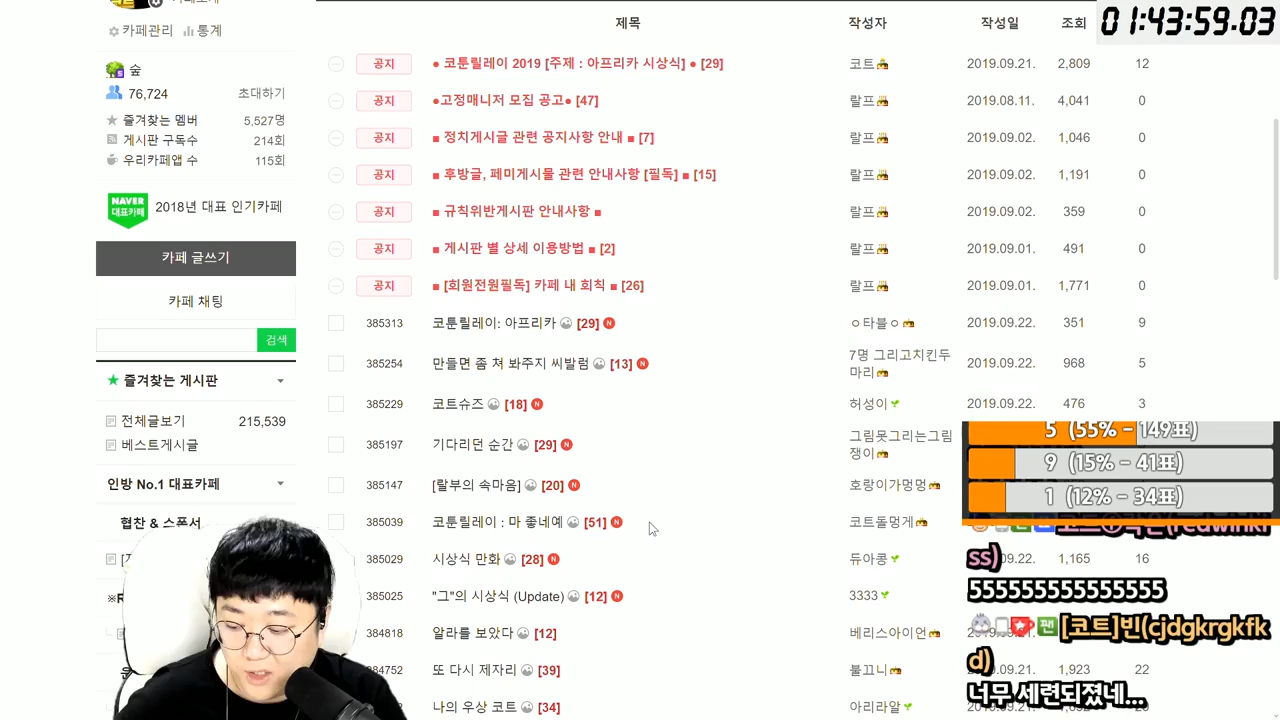 카페관리 통계
숲
76,724 초대하기
즐겨찾는 멤버 5,527명
게시판 구독수 214회
우리카페앱 수 115회
NAVER
대표카페
2018년 대표 인기카페
카페 글쓰기
카페 채팅
검색
즐겨찾는 게시판
전체글보기 215,539
베스트게시글
인방 No.1 대표카페
협찬 & 스폰서
제목 작성자 작성일 조회
01:43:59.03
공지 ● 코툰릴레이 2019 [주제 : 아프리카 시상식] ● [29] 코트 2019.09.21. 2,809 12
공지 ●고정매니저 모집 공고● [47] 랄프 2019.08.11. 4,041 0
공지 ■ 정치게시글 관련 공지사항 안내 ■ [7] 랄프 2019.09.02. 1,046 0
공지 ■ 후방글, 페미게시물 관련 안내사항 [필독] ■ [15] 랄프 2019.09.02. 1,191 0
공지 ■ 규칙위반게시판 안내사항 ■ 랄프 2019.09.02. 359 0
공지 ■ 게시판 별 상세 이용방법 ■ [2] 랄프 2019.09.01. 491 0
공지 ■ [회원전원필독] 카페 내 회칙 ■ [26] 랄프 2019.09.01. 1,771 0
385313 코툰릴레이: 아프리카 [29] N ㅇ타블ㅇ 2019.09.22. 351 9
385254 만들면 좀 쳐 봐주지 씨발럼 [13] N 7명 그리고치킨두
마리 2019.09.22. 968 5
385229 코트슈즈 [18] N 허성이 2019.09.22. 476 3
385197 기다리던 순간 [29] N 그림못그리는그림
쟁이
385147 [랄부의 속마음] [20] N 호랑이가멍멍
385039 코툰릴레이 : 마 좋네예 [51] N 코트돌멍게
385029 시상식 만화 [28] N 듀아콩 09.22. 1,165 16
385025 "그"의 시상식 (Update) [12] N 3333
384818 알라를 보았다 [12] 베리스아이언
84752 또 다시 제자리 [39] 불끄니 09.21. 1,923 22
나의 우상 코트 [34] 아리라알
5 (55% - 149표)
9 (15% - 41표)
1 (12% - 34표)
ss)
555555555555555
팬 [코트]빈(cjdgkrgkfk
d)
너무 세련되졌네...